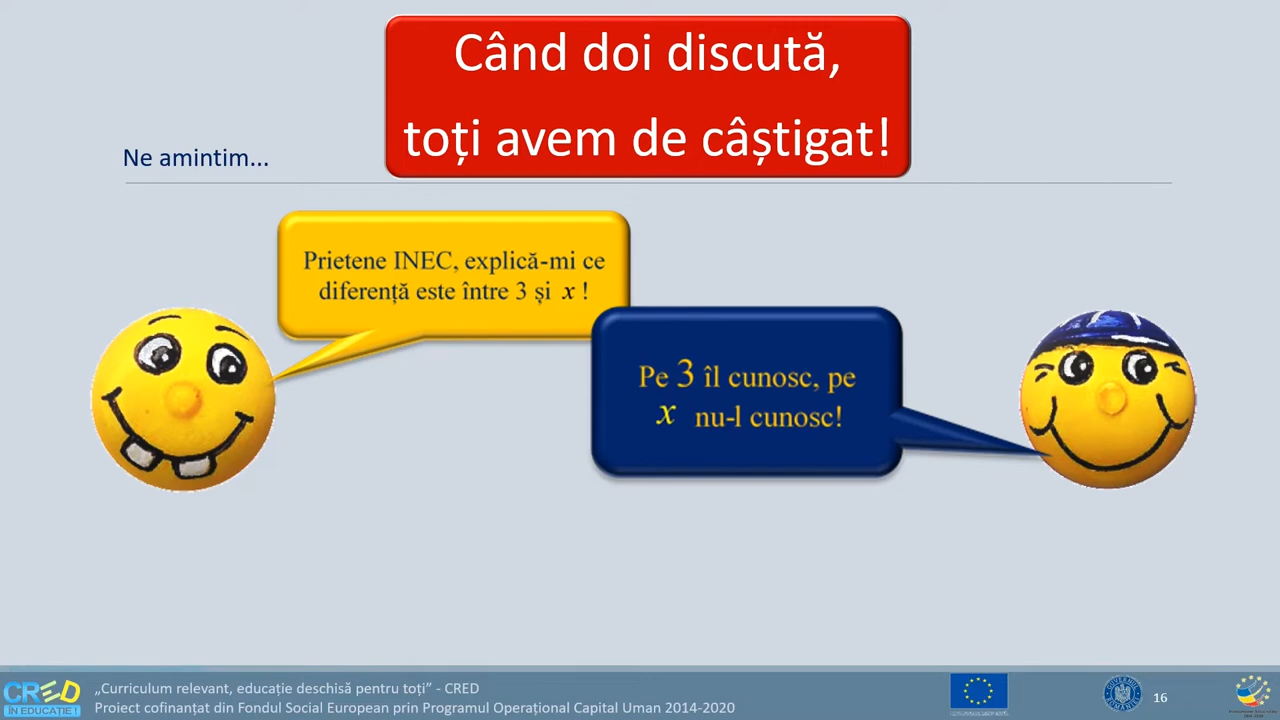 Când doi discută,
toți avem de câștigat!
Ne amintim...
Prietene INEC, explică-mi ce
diferență este între 3 și x !
Pe 3 îl cunosc, pe
x nu-l cunosc!
CRED
ÎN EDUCAȚIE !
„Curriculum relevant, educație deschisă pentru toți” - CRED
Proiect cofinanțat din Fondul Social European prin Programul Operațional Capital Uman 2014-2020
16